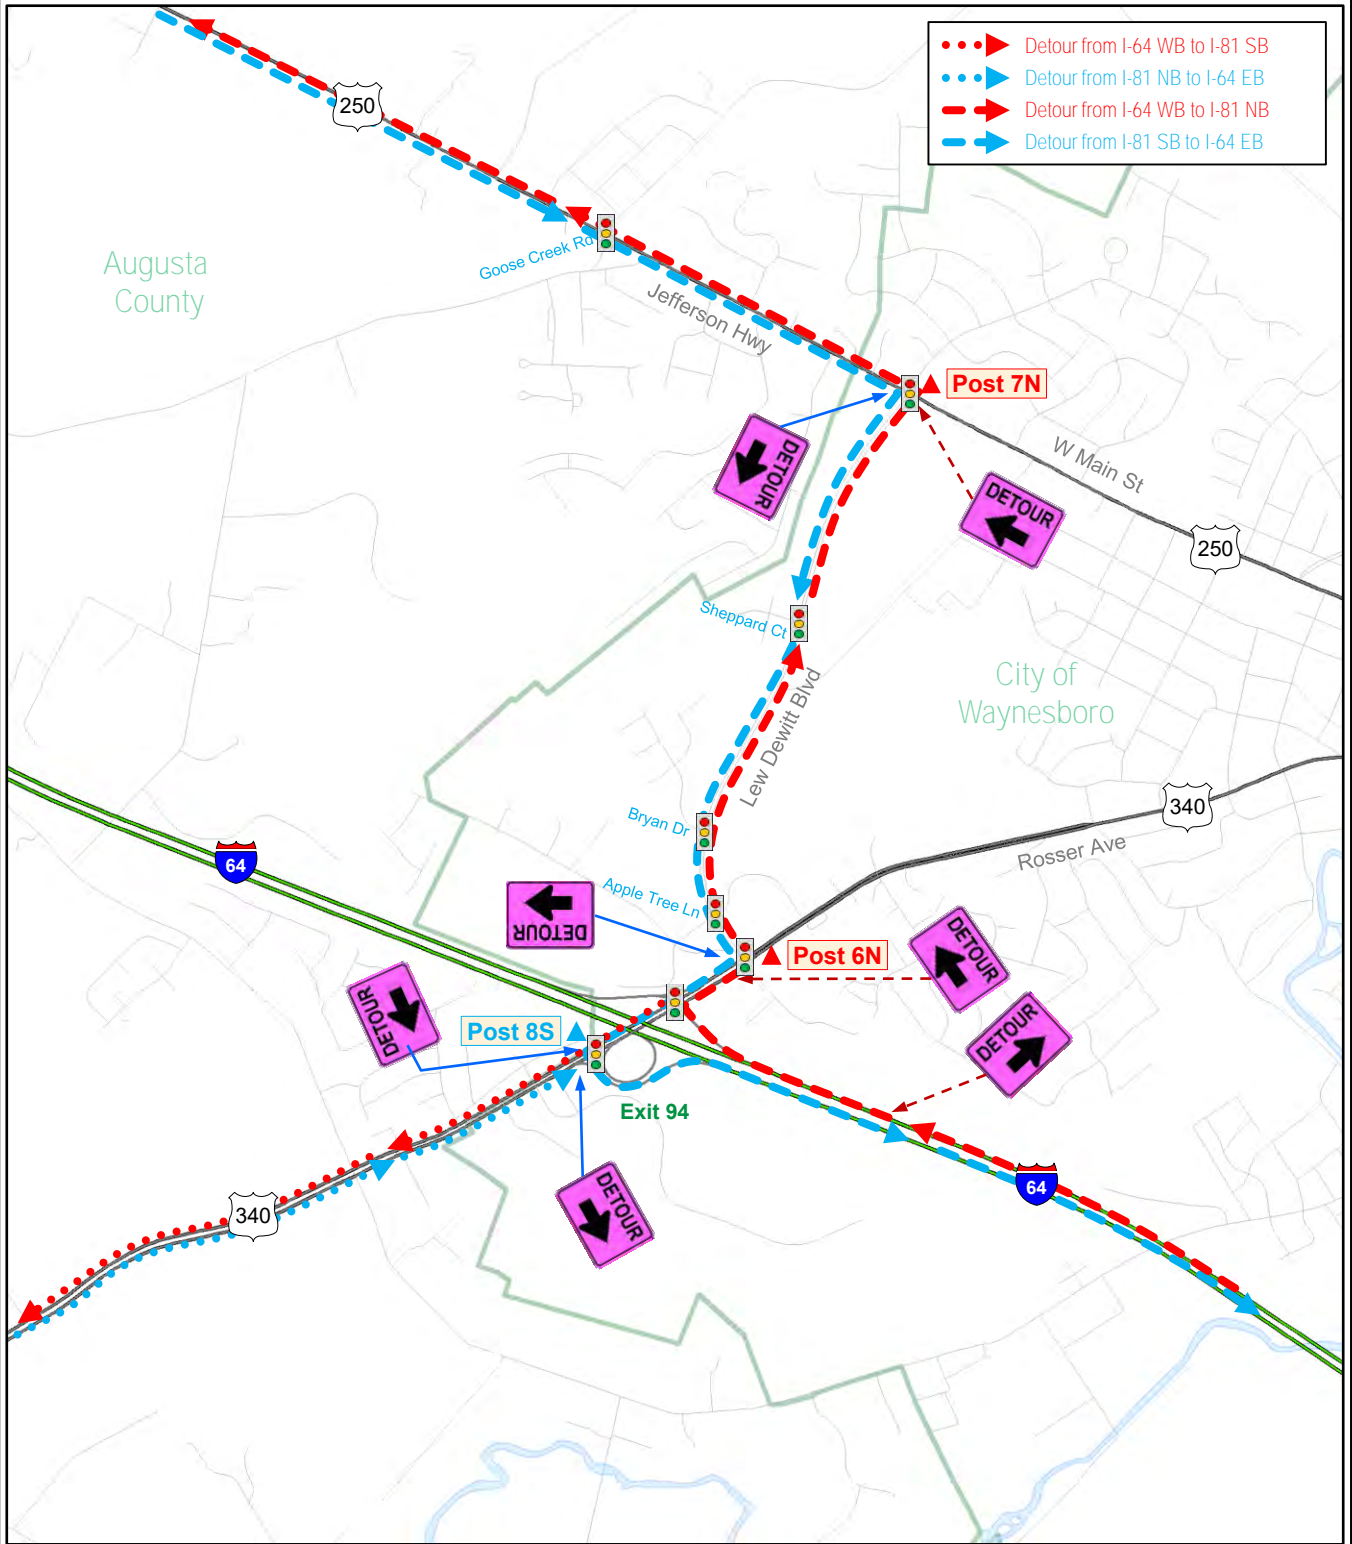 Detour from I-64 WB to I-81 SB
Detour from I-81 NB to I-64 EB
Detour from I-64 WB to I-81 NB
Detour from I-81 SB to I-64 EB
250
Goose Creek Rd
Augusta
County
Jefferson Hwy
Post 7N
DETOUR
W Main St
DETOUR
250
Sheppard Ct
City of
Waynesboro
Lew Dewitt Blvd
340
Bryan Dr
Rosser Ave
64
Apple Tree Ln
DETOUR
Post 6N
DETOUR
DETOUR
Post 8S
DETOUR
Exit 94
64
DETOUR
340